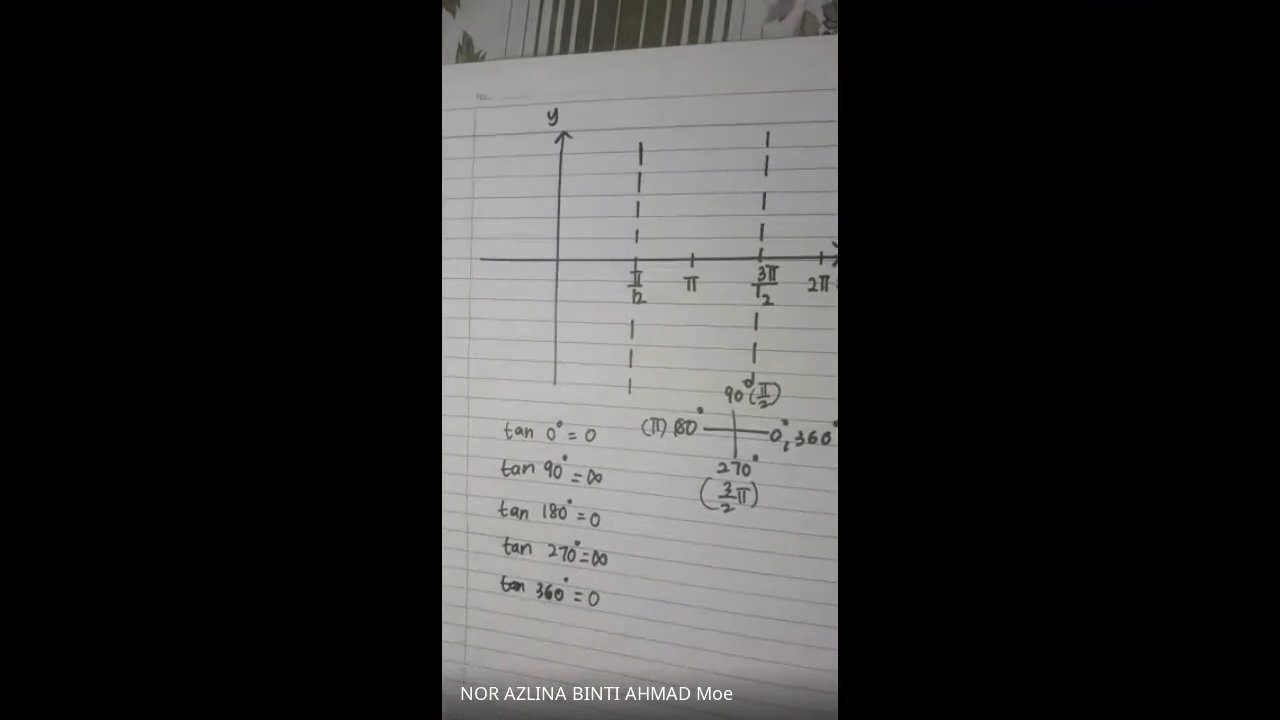 No.
y
π/2 π 3π/2 2π
90° (π/2)
(π) 180° 0°, 360°
270°
(3/2 π)
tan 0° = 0
tan 90° = ∞
tan 180° = 0
tan 270° = ∞
tan 360° = 0
NOR AZLINA BINTI AHMAD Moe